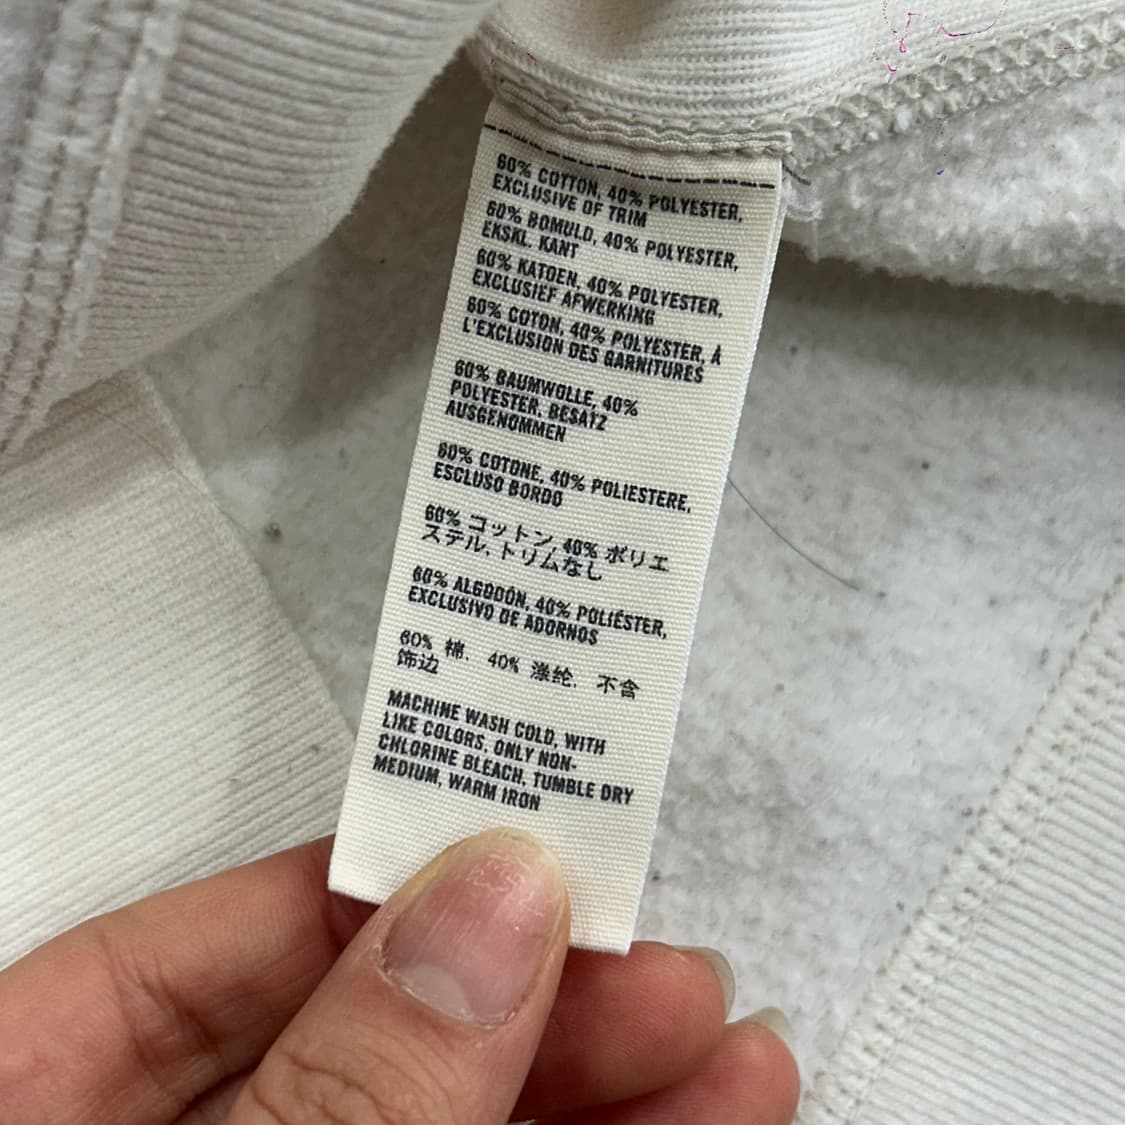 60% COTTON, 40% POLYESTER,
EXCLUSIVE OF TRIM
60% BOMULD, 40% POLYESTER,
EKSKL. KANT
60% KATOEN, 40% POLYESTER,
EXCLUSIEF AFWERKING
60% COTON, 40% POLYESTER, À
L'EXCLUSION DES GARNITURES
60% BAUMWOLLE, 40%
POLYESTER, BESATZ
AUSGENOMMEN
60% COTONE, 40% POLIESTERE,
ESCLUSO BORDO
60% コットン, 40% ポリエ
ステル, トリムなし
60% ALGODÓN, 40% POLIÉSTER,
EXCLUSIVO DE ADORNOS
60% 棉, 40% 涤纶, 不含
饰边
MACHINE WASH COLD, WITH
LIKE COLORS, ONLY NON-
CHLORINE BLEACH, TUMBLE DRY
MEDIUM, WARM IRON